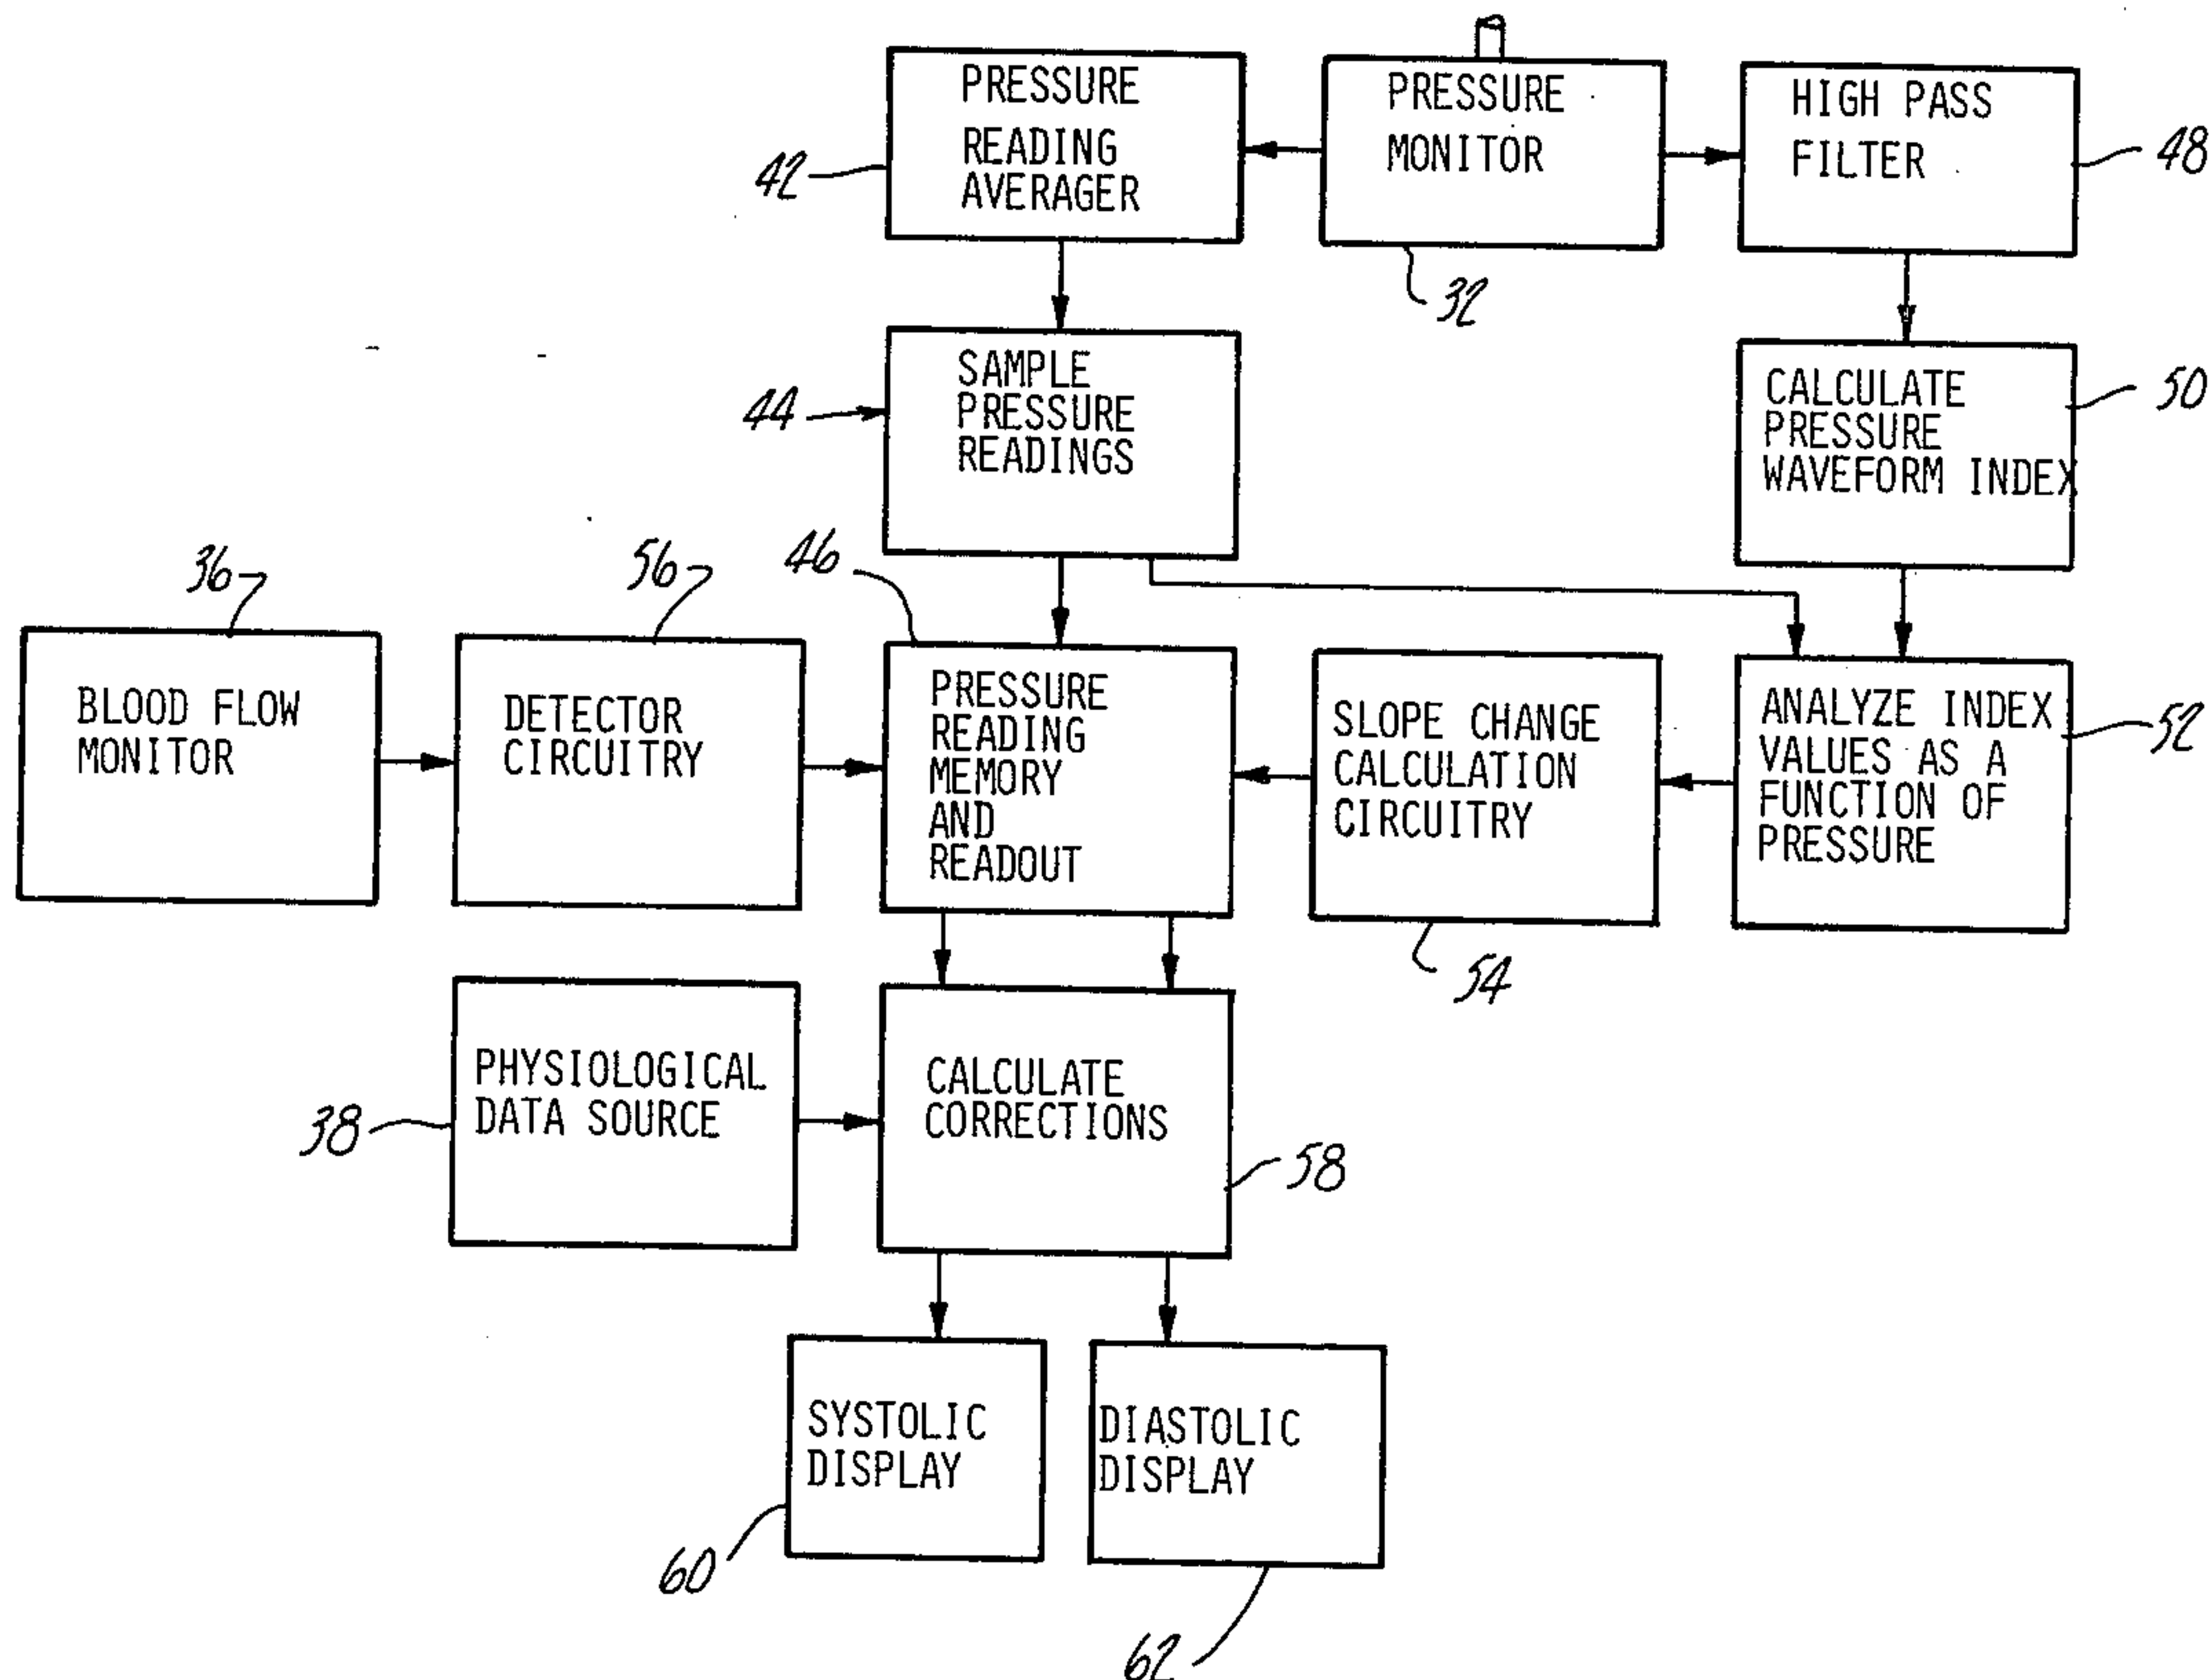 PRESSURE
READING
AVERAGER
42
PRESSURE
MONITOR
32
HIGH PASS
FILTER
48
SAMPLE
PRESSURE
READINGS
44
CALCULATE
PRESSURE
WAVEFORM INDEX
50
36
BLOOD FLOW
MONITOR
56
DETECTOR
CIRCUITRY
46
PRESSURE
READING
MEMORY
AND
READOUT
SLOPE CHANGE
CALCULATION
CIRCUITRY
54
ANALYZE INDEX
VALUES AS A
FUNCTION OF
PRESSURE
52
PHYSIOLOGICAL
DATA SOURCE
38
CALCULATE
CORRECTIONS
58
SYSTOLIC
DISPLAY
60
DIASTOLIC
DISPLAY
62